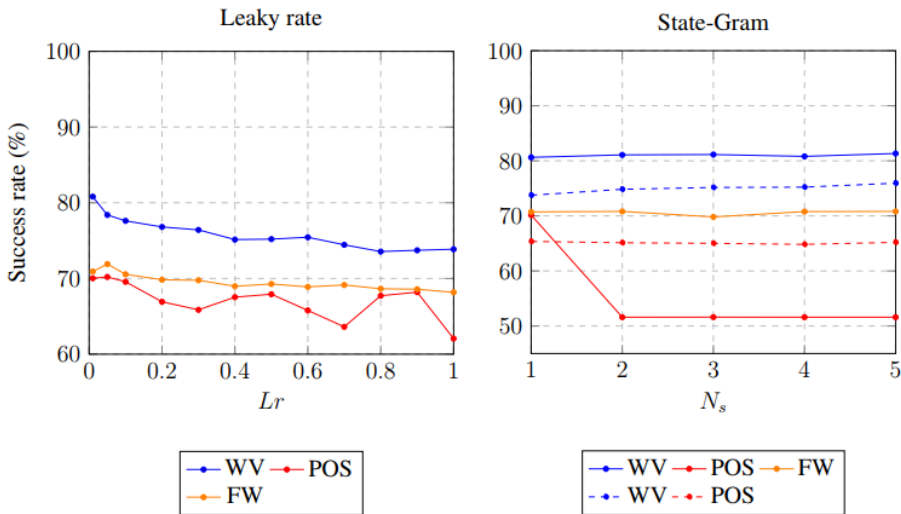 Leaky rate
State-Gram
Success rate (%)
100
90
80
70
60
0
0.2
0.4
0.6
0.8
1
Lr
100
90
80
70
60
50
1
2
3
4
5
N_s
WV POS
FW
WV POS FW
WV POS